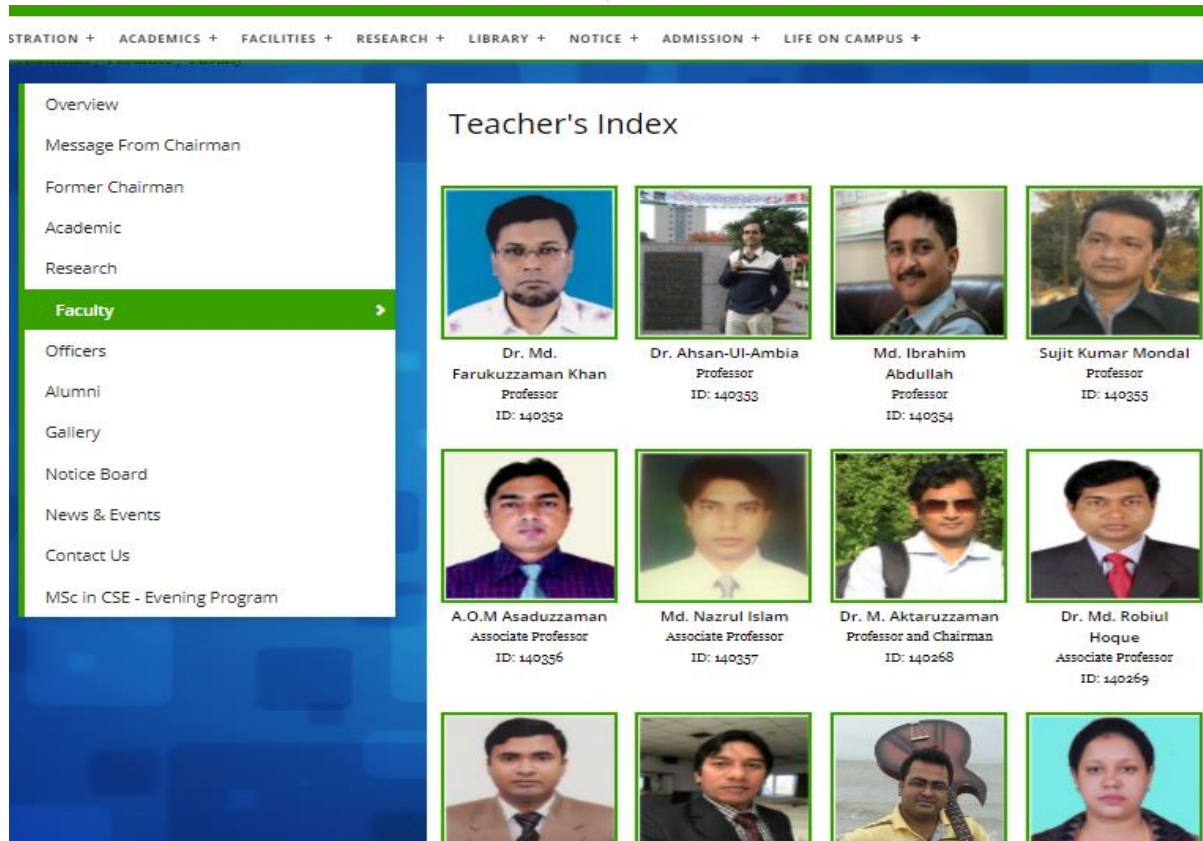 STRATION +
ACADEMICS +
FACILITIES +
RESEARCH +
LIBRARY +
NOTICE +
ADMISSION +
LIFE ON CAMPUS +
Overview
Message From Chairman
Former Chairman
Academic
Research
Faculty
Officers
Alumni
Gallery
Notice Board
News & Events
Contact Us
MSc in CSE - Evening Program
Teacher's Index
Dr. Md.
Farukuzzaman Khan
Professor
ID: 140352
Dr. Ahsan-Ul-Ambia
Professor
ID: 140353
Md. Ibrahim
Abdullah
Professor
ID: 140354
Sujit Kumar Mondal
Professor
ID: 140355
A.O.M Asaduzzaman
Associate Professor
ID: 140356
Md. Nazrul Islam
Associate Professor
ID: 140357
Dr. M. Aktaruzzaman
Professor and Chairman
ID: 140268
Dr. Md. Robiul
Hoque
Associate Professor
ID: 140269